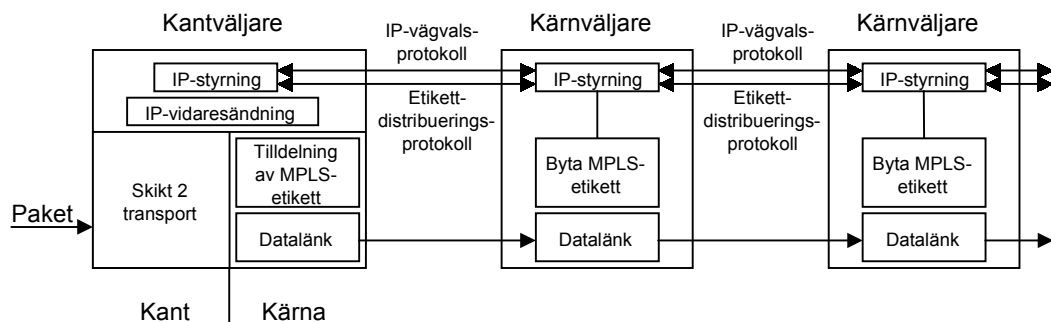 Kantväljare
IP-vägvals-
protokoll
Kärnväljare
IP-vägvals-
protokoll
Kärnväljare
IP-styrning
IP-styrning
IP-styrning
IP-vidaresändning
Etikett-
distribuerings-
protokoll
Etikett-
distribuerings-
protokoll
Skikt 2
transport
Tilldelning
av MPLS-
etikett
Byta MPLS-
etikett
Byta MPLS-
etikett
Paket
Datalänk
Datalänk
Datalänk
Kant
Kärna